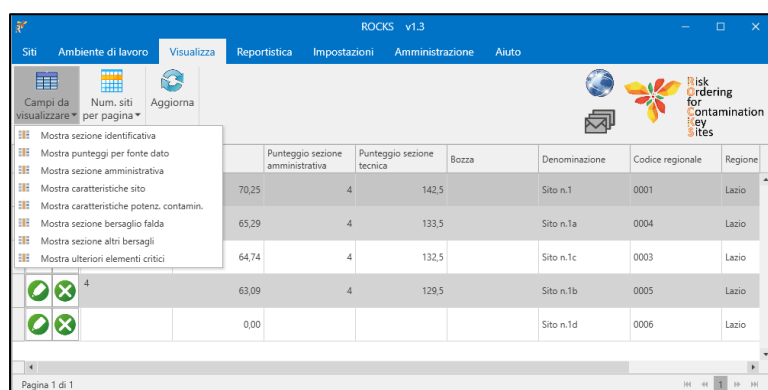 ROCKS v1.3
Siti Ambiente di lavoro Visualizza Reportistica Impostazioni Amministrazione Aiuto
Campi da visualizzare
Num. siti per pagina
Aggiorna
Risk
Ordering
for
Contamination
Key
Sites
Mostra sezione identificativa
Mostra punteggi per fonte dato
Mostra sezione amministrativa
Mostra caratteristiche sito
Mostra caratteristiche potenz. contamin.
Mostra sezione bersaglio falda
Mostra sezione altri bersagli
Mostra ulteriori elementi critici
Punteggio sezione amministrativa
Punteggio sezione tecnica
Bozza
Denominazione
Codice regionale
Regione
70,25 4 142,5 Sito n.1 0001 Lazio
65,29 4 133,5 Sito n.1a 0004 Lazio
64,74 4 132,5 Sito n.1c 0003 Lazio
4 63,09 4 129,5 Sito n.1b 0005 Lazio
0,00 Sito n.1d 0006 Lazio
Pagina 1 di 1
1